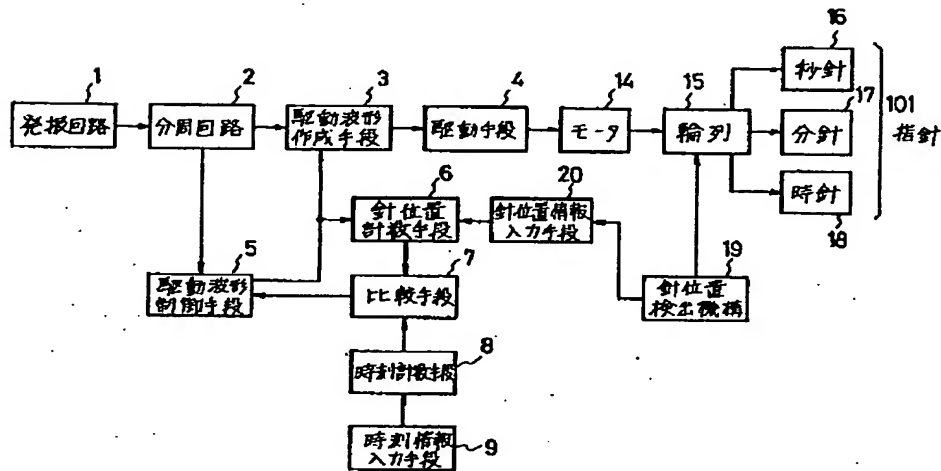 16
1
2
3
4
14
15
秒針
発振回路
分周回路
駆動波形
作成手段
駆動手段
モータ
輪列
17
分針
101
指針
6
20
時針
18
針位置
計数手段
針位置情報
入力手段
5
7
19
駆動波形
制御手段
比較手段
針位置
検出機構
8
時刻計数手段
9
時刻情報
入力手段